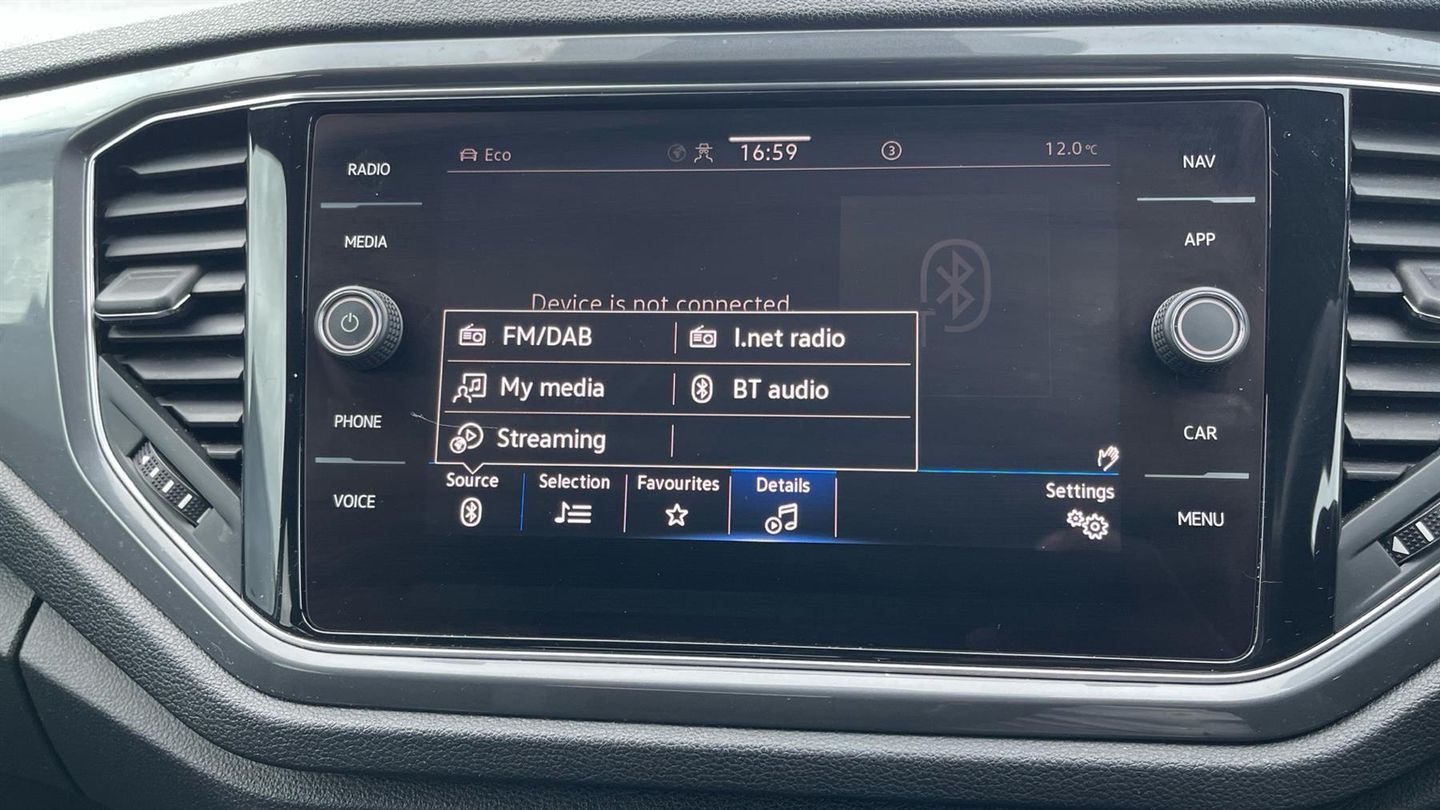 RADIO
MEDIA
PHONE
VOICE
Eco
16:59
3
12.0°C
Device is not connected.
FM/DAB
I.net radio
My media
BT audio
Streaming
Source
Selection
Favourites
Details
Settings
NAV
APP
CAR
MENU